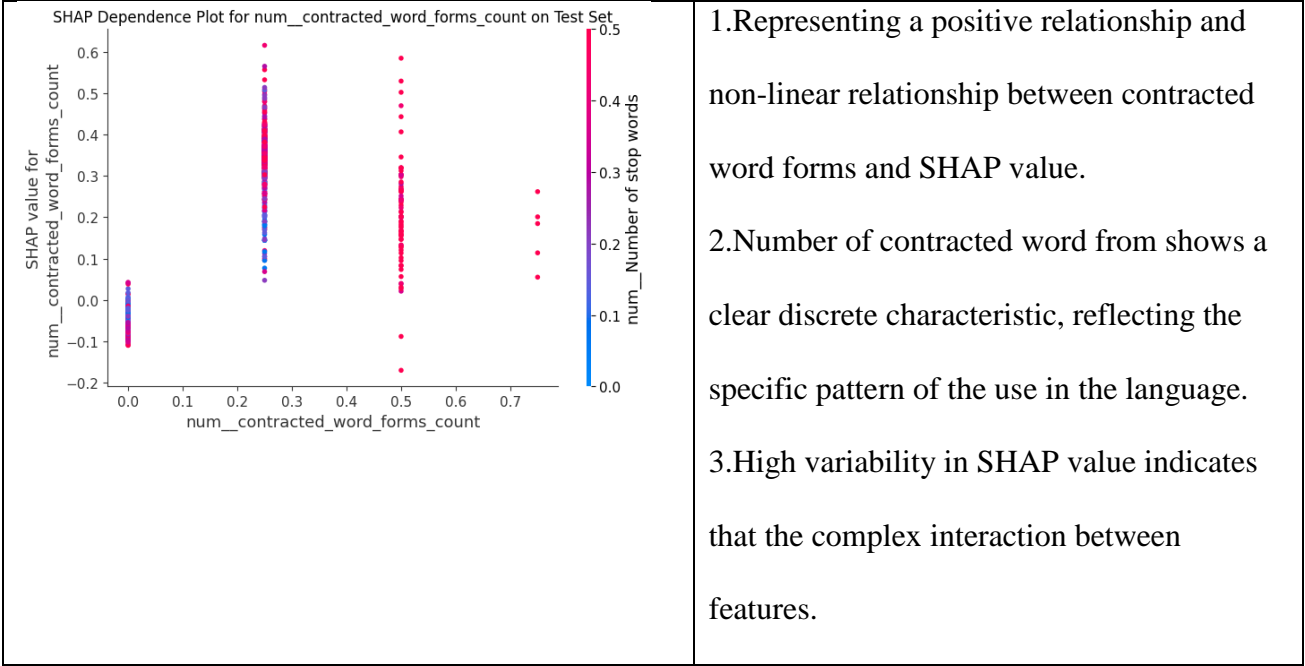 SHAP Dependence Plot for num__contracted_word_forms_count on Test Set
SHAP value for
num__contracted_word_forms_count
0.6
0.5
0.4
0.3
0.2
0.1
0.0
−0.1
−0.2
0.0 0.1 0.2 0.3 0.4 0.5 0.6 0.7
num__contracted_word_forms_count
0.5
0.4
0.3
0.2
0.1
0.0
num__Number of stop words
1.Representing a positive relationship and
non-linear relationship between contracted
word forms and SHAP value.
2.Number of contracted word from shows a
clear discrete characteristic, reflecting the
specific pattern of the use in the language.
3.High variability in SHAP value indicates
that the complex interaction between
features.